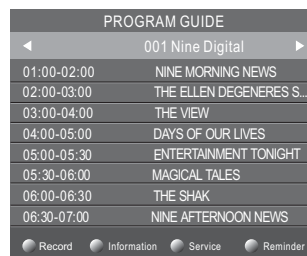 PROGRAM GUIDE
001 Nine Digital
01:00-02:00 NINE MORNING NEWS
02:00-03:00 THE ELLEN DEGENERES S...
03:00-04:00 THE VIEW
04:00-05:00 DAYS OF OUR LIVES
05:00-05:30 ENTERTAINMENT TONIGHT
05:30-06:00 MAGICAL TALES
06:00-06:30 THE SHAK
06:30-07:00 NINE AFTERNOON NEWS
Record Information Service Reminder